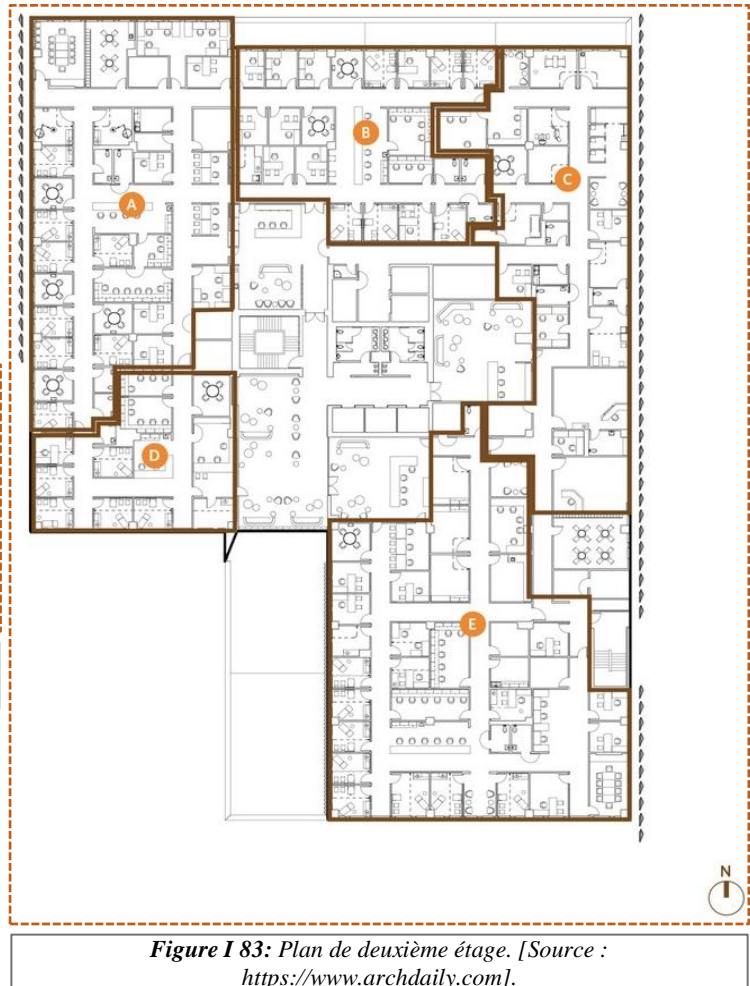 B
C
A
D
E
N
Figure I 83: Plan de deuxième étage. [Source :
https://www.archdaily.com].